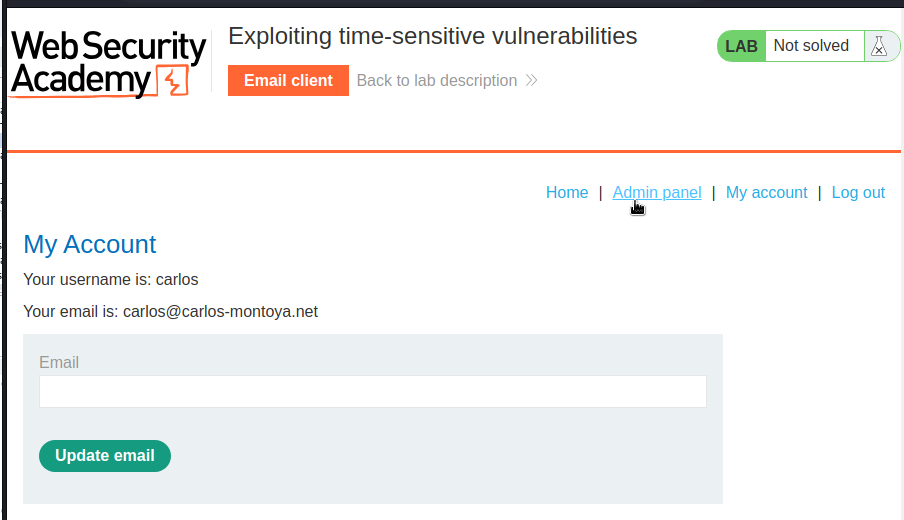 Web Security
Academy
Exploiting time-sensitive vulnerabilities
Email client Back to lab description
LAB Not solved
Home | Admin panel | My account | Log out
My Account
Your username is: carlos
Your email is: carlos@carlos-montoya.net
Email
Update email